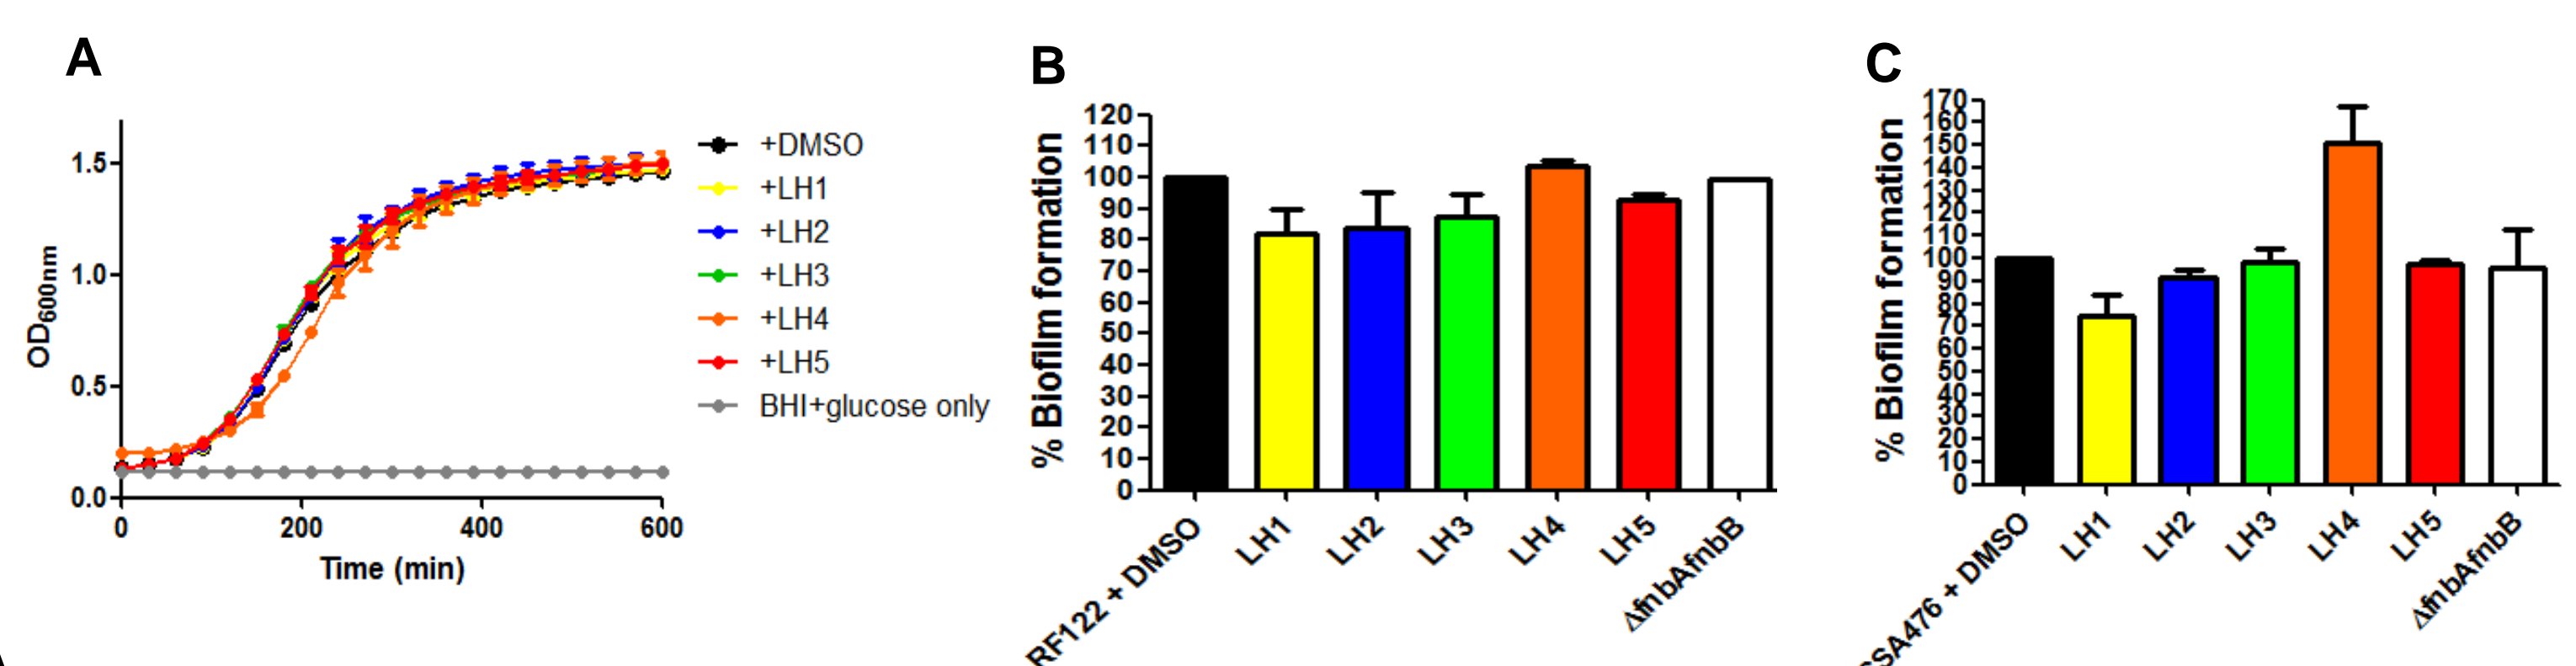 A
OD600nm
1.5
1.0
0.5
0.0
0
200
400
600
Time (min)
+DMSO
+LH1
+LH2
+LH3
+LH4
+LH5
BHI+glucose only
B
% Biofilm formation
120
110
100
90
80
70
60
50
40
30
20
10
0
RF122 + DMSO
LH1
LH2
LH3
LH4
LH5
ΔfnbAfnbB
C
% Biofilm formation
170
160
150
140
130
120
110
100
90
80
70
60
50
40
30
20
10
0
SSA476 + DMSO
LH1
LH2
LH3
LH4
LH5
ΔfnbAfnbB